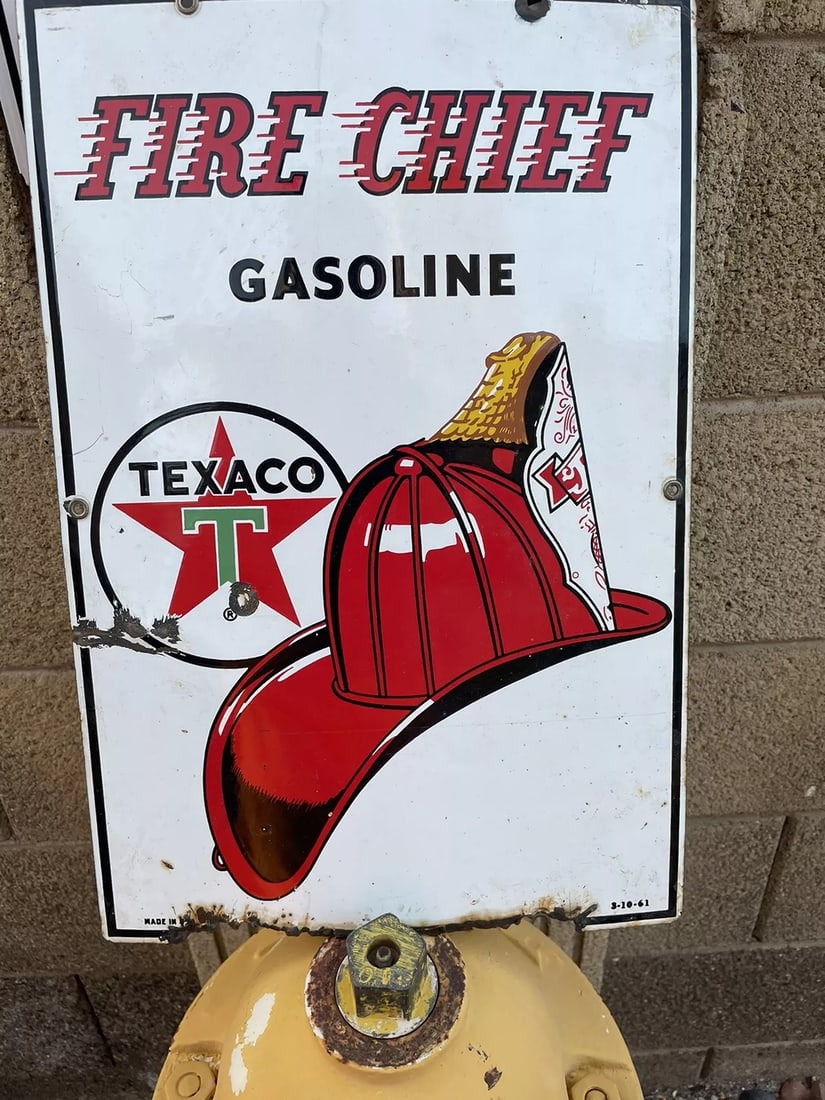 FIRE CHIEF
GASOLINE
TEXACO
T
®
MADE IN
3-10-61